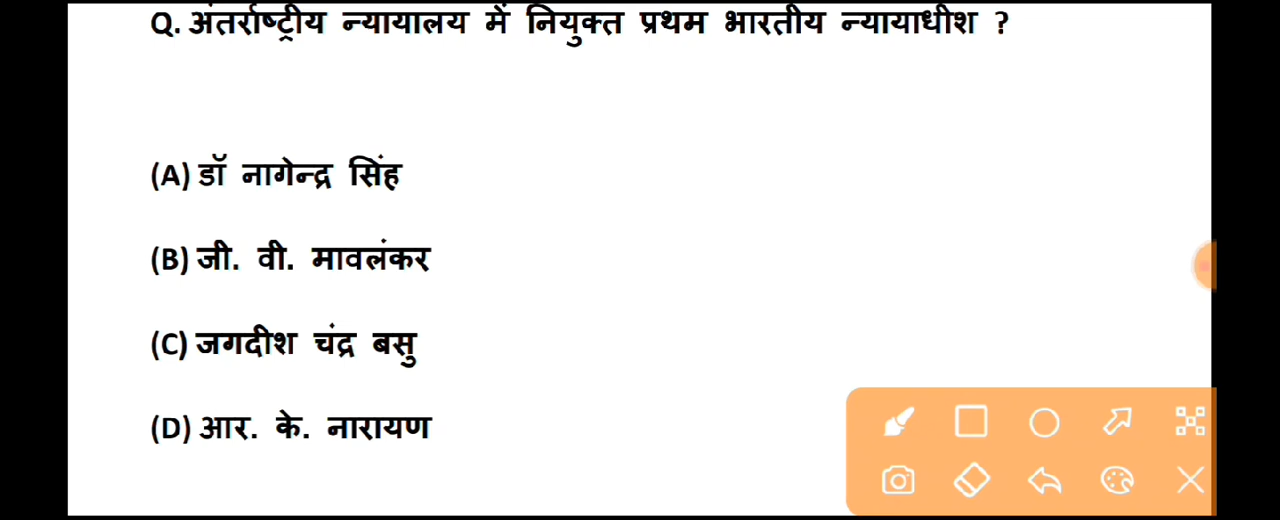 Q. अंतर्राष्ट्रीय न्यायालय में नियुक्त प्रथम भारतीय न्यायाधीश ?
(A) डॉ नागेन्द्र सिंह
(B) जी. वी. मावलंकर
(C) जगदीश चंद्र बसु
(D) आर. के. नारायण